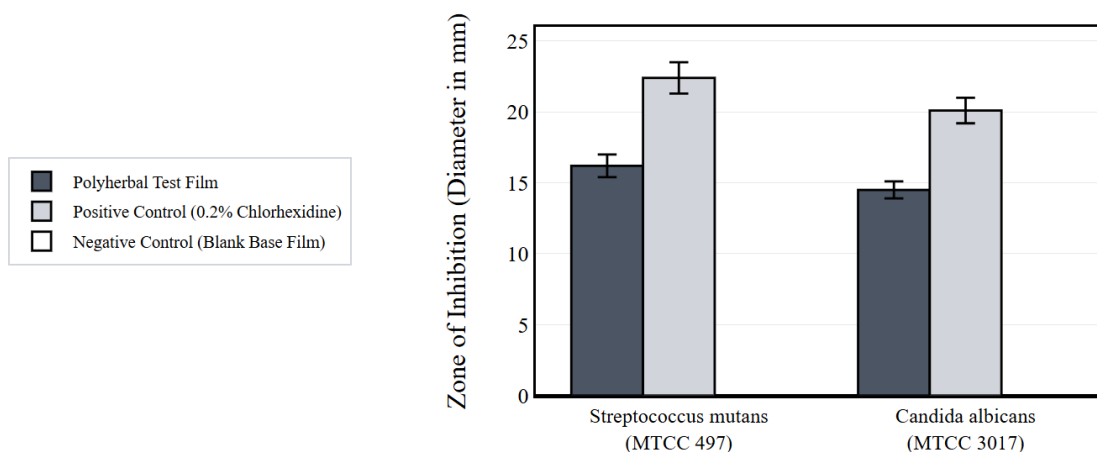 Polyherbal Test Film
Positive Control (0.2% Chlorhexidine)
Negative Control (Blank Base Film)
Zone of Inhibition (Diameter in mm)
25
20
15
10
5
0
Streptococcus mutans
(MTCC 497)
Candida albicans
(MTCC 3017)